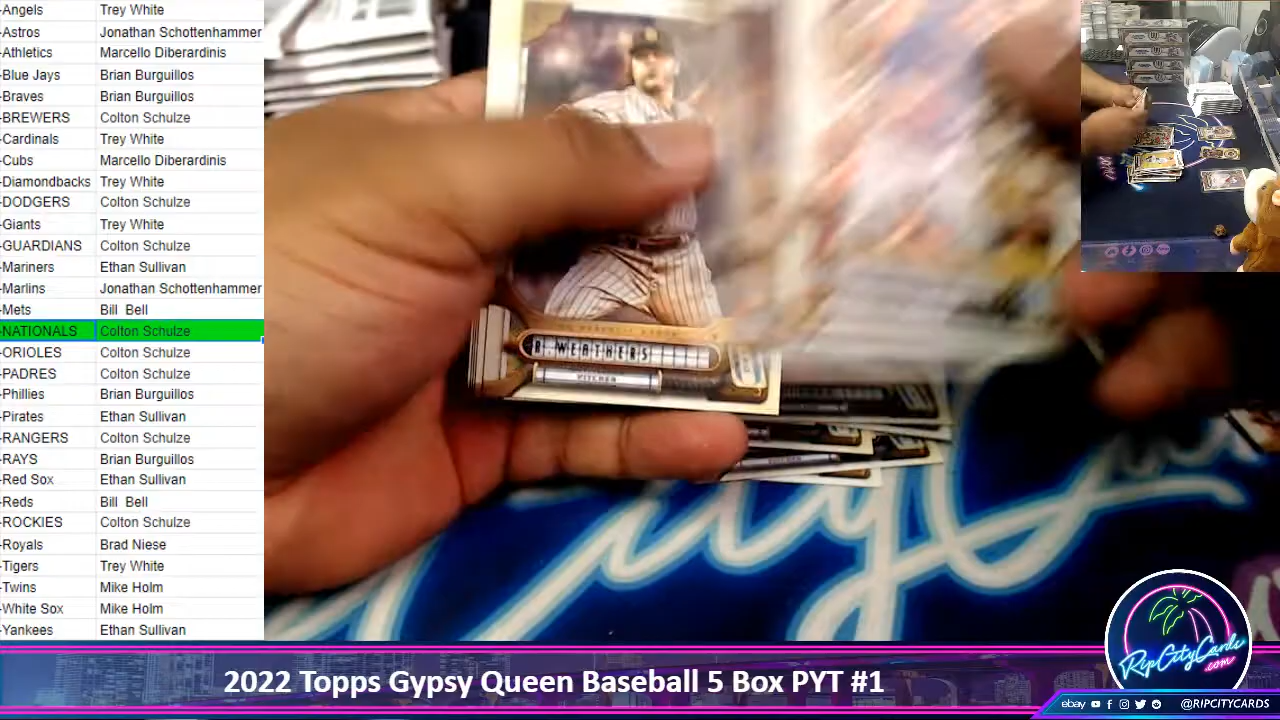 -Angels Trey White
-Astros Jonathan Schottenhammer
-Athletics Marcello Diberardinis
-Blue Jays Brian Burguillos
-Braves Brian Burguillos
-BREWERS Colton Schulze
-Cardinals Trey White
-Cubs Marcello Diberardinis
-Diamondbacks Trey White
-DODGERS Colton Schulze
-Giants Trey White
-GUARDIANS Colton Schulze
-Mariners Ethan Sullivan
-Marlins Jonathan Schottenhammer
-Mets Bill Bell
-NATIONALS Colton Schulze
-ORIOLES Colton Schulze
-PADRES Colton Schulze
-Phillies Brian Burguillos
-Pirates Ethan Sullivan
-RANGERS Colton Schulze
-RAYS Brian Burguillos
-Red Sox Ethan Sullivan
-Reds Bill Bell
-ROCKIES Colton Schulze
-Royals Brad Niese
-Tigers Trey White
-Twins Mike Holm
-White Sox Mike Holm
-Yankees Ethan Sullivan
R. WEATHERS
PITCHER
City
2022 Topps Gypsy Queen Baseball 5 Box PYT #1
RipCityCards
.com
ebay @RIPCITYCARDS